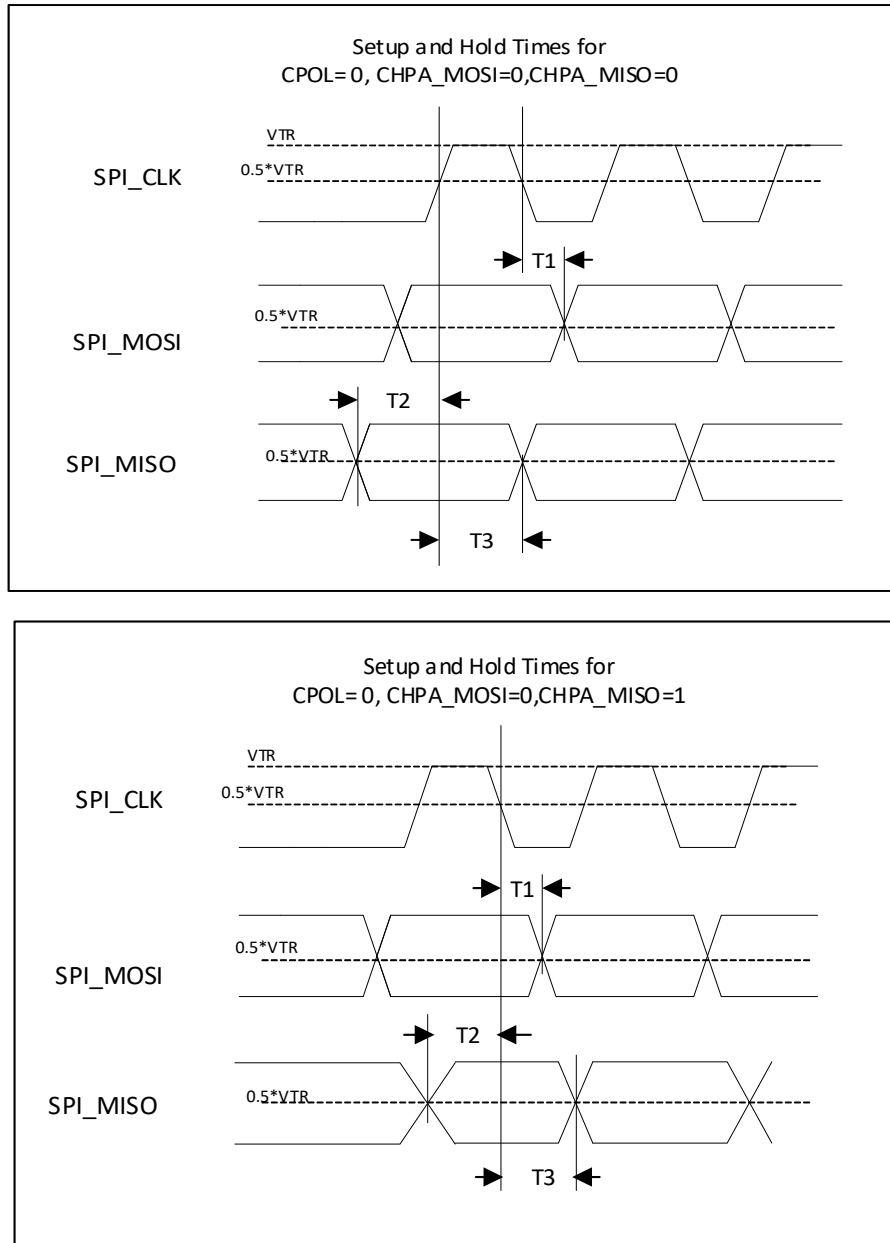 Setup and Hold Times for
CPOL= 0, CHPA_MOSI=0,CHPA_MISO=0
VTR
0.5*VTR
SPI_CLK
T1
0.5*VTR
SPI_MOSI
T2
0.5*VTR
SPI_MISO
T3
Setup and Hold Times for
CPOL= 0, CHPA_MOSI=0,CHPA_MISO=1
VTR
0.5*VTR
SPI_CLK
T1
0.5*VTR
SPI_MOSI
T2
0.5*VTR
SPI_MISO
T3